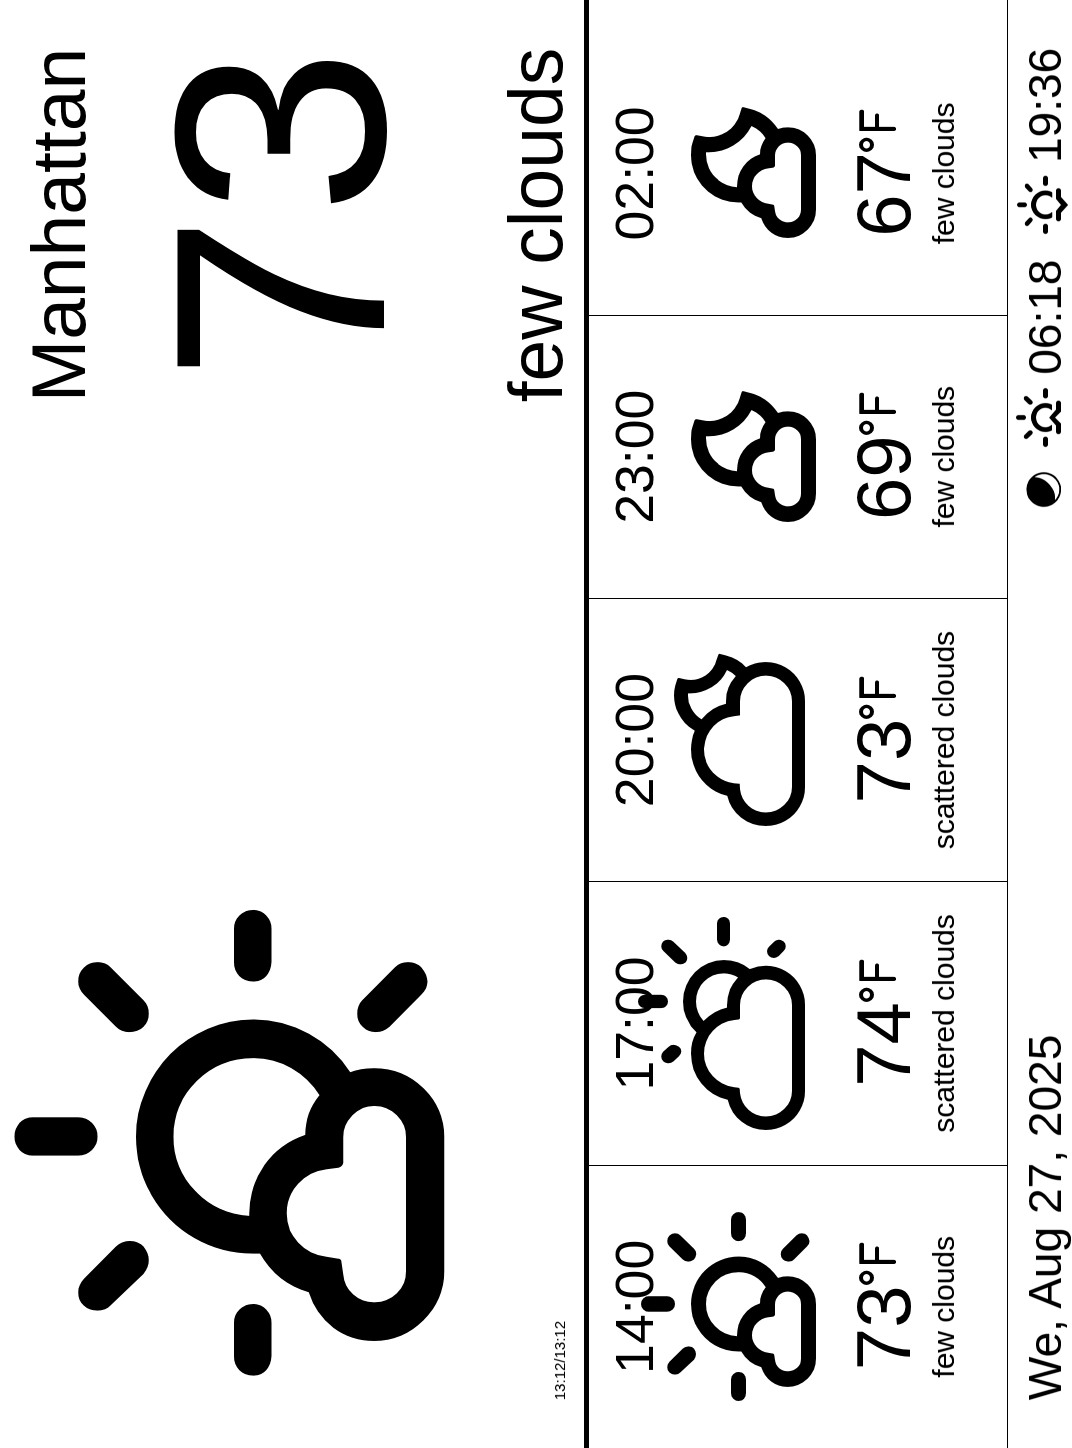 Manhattan
73
few clouds
13:12/13:12
14:00 17:00 20:00 23:00 02:00
73°F 74°F 73°F 69°F 67°F
few clouds scattered clouds scattered clouds few clouds few clouds
We, Aug 27, 2025 06:18 19:36